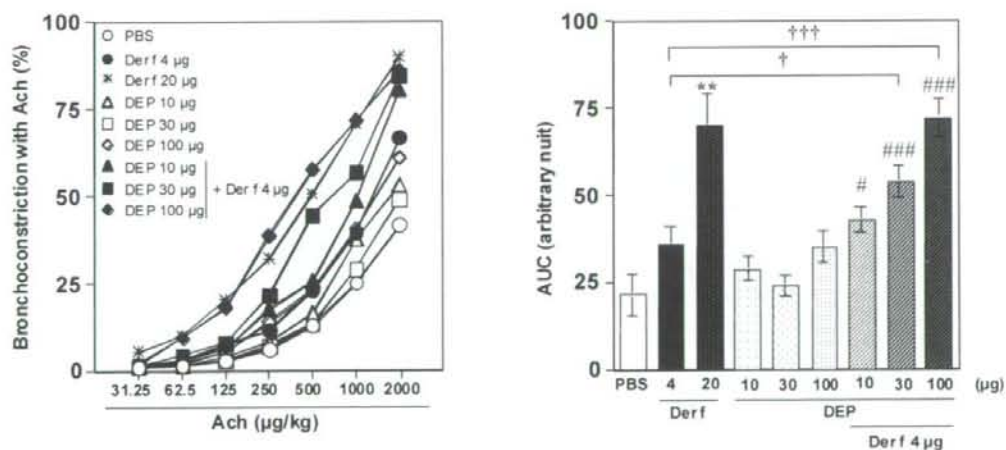 Bronchoconstriction with Ach (%)
100
75
50
25
0
PBS
Der f 4 µg
Der f 20 µg
DEP 10 µg
DEP 30 µg
DEP 100 µg
DEP 10 µg
DEP 30 µg + Der f 4 µg
DEP 100 µg
31.25 62.5 125 250 500 1000 2000
Ach (µg/kg)
AUC (arbitrary nuit)
100
75
50
25
0
†††
†
**
#
###
###
PBS 4 20 10 30 100 10 30 100 (µg)
Der f DEP
Der f 4 µg